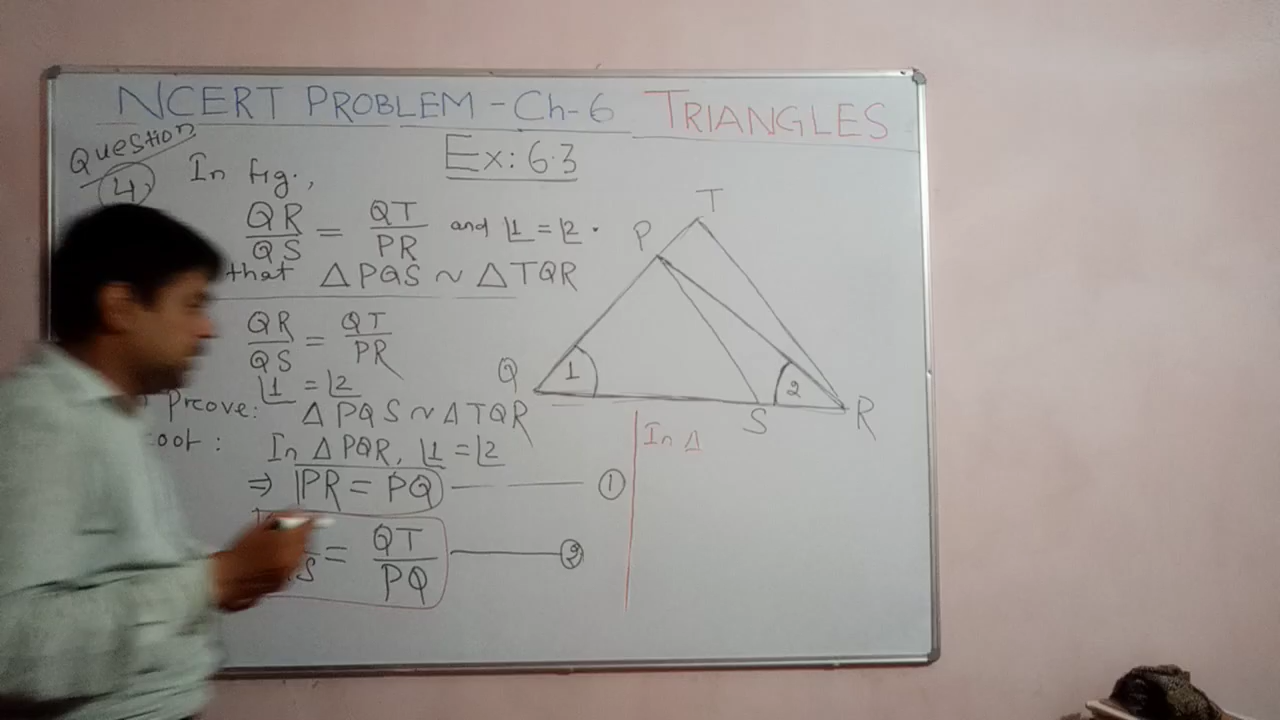 NCERT PROBLEM - Ch-6 TRIANGLES
Question
4.
Ex: 6.3
In fig.,
QR/QS = QT/PR and ∠1 = ∠2.
that △PQS ~ △TQR
QR/QS = QT/PR
∠1 = ∠2
Prove: △PQS ~ △TQR
oof: In △PQR, ∠1 = ∠2
⇒ PR = PQ ——— ①
S = QT/PQ ——— ②
T
P
Q
1
2
S
R
In △